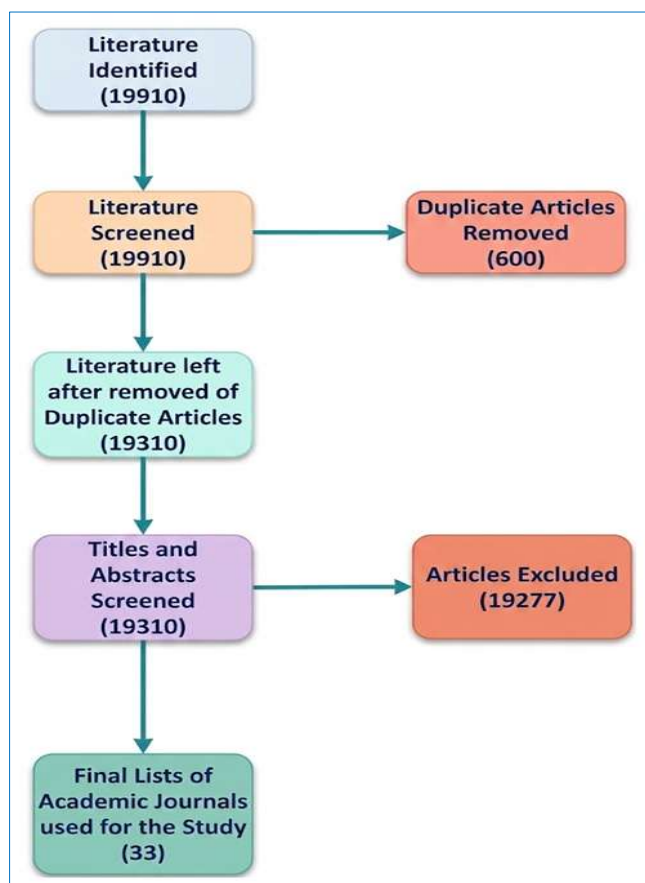 Literature
Identified
(19910)
Literature
Screened
(19910)
Duplicate Articles
Removed
(600)
Literature left
after removed of
Duplicate Articles
(19310)
Titles and
Abstracts
Screened
(19310)
Articles Excluded
(19277)
Final Lists of
Academic Journals
used for the Study
(33)